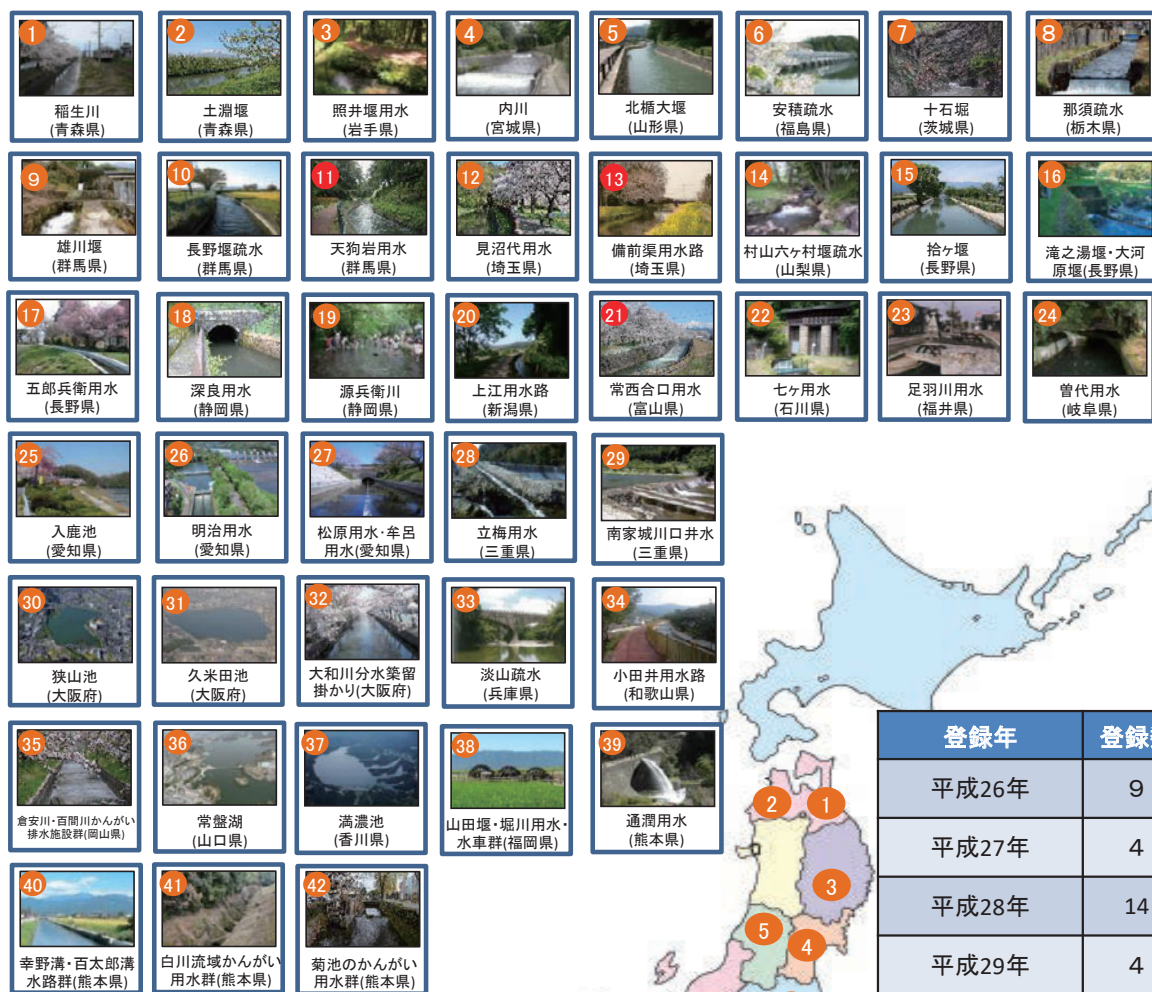 1
稲生川
(青森県)
2
土淵堰
(青森県)
3
照井堰用水
(岩手県)
4
内川
(宮城県)
5
北楯大堰
(山形県)
6
安積疏水
(福島県)
7
十石堀
(茨城県)
8
那須疏水
(栃木県)
9
雄川堰
(群馬県)
10
長野堰疏水
(群馬県)
11
天狗岩用水
(群馬県)
12
見沼代用水
(埼玉県)
13
備前渠用水路
(埼玉県)
14
村山六ヶ村堰疏水
(山梨県)
15
拾ヶ堰
(長野県)
16
滝之湯堰・大河
原堰(長野県)
17
五郎兵衛用水
(長野県)
18
深良用水
(静岡県)
19
源兵衛川
(静岡県)
20
上江用水路
(新潟県)
21
常西合口用水
(富山県)
22
七ヶ用水
(石川県)
23
足羽川用水
(福井県)
24
曽代用水
(岐阜県)
25
入鹿池
(愛知県)
26
明治用水
(愛知県)
27
松原用水・牟呂
用水(愛知県)
28
立梅用水
(三重県)
29
南家城川口井水
(三重県)
30
狭山池
(大阪府)
31
久米田池
(大阪府)
32
大和川分水築留
掛かり(大阪府)
33
淡山疏水
(兵庫県)
34
小田井用水路
(和歌山県)
35
倉安川・百間川かんがい
排水施設群(岡山県)
36
常盤湖
(山口県)
37
満濃池
(香川県)
38
山田堰・堀川用水・
水車群(福岡県)
39
通潤用水
(熊本県)
40
幸野溝・百太郎溝
水路群(熊本県)
41
白川流域かんがい
用水群(熊本県)
42
菊池のかんがい
用水群(熊本県)
2
1
3
5
4
登録年 登録
平成26年 9
平成27年 4
平成28年 14
平成29年 4